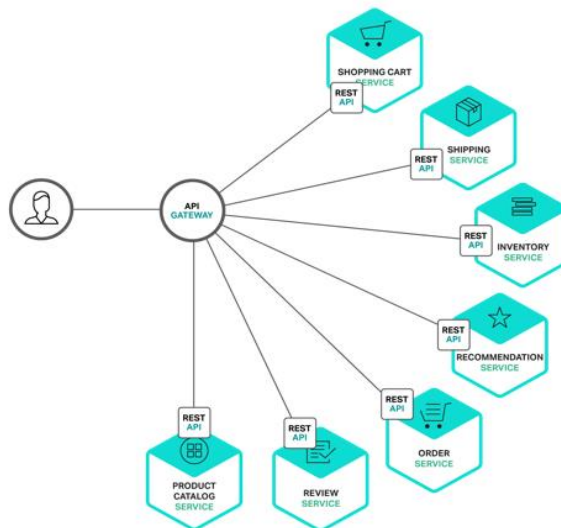 SHOPPING CART
SERVICE
REST
API
SHIPPING
SERVICE
REST
API
API
GATEWAY
INVENTORY
SERVICE
REST
API
RECOMMENDATION
SERVICE
REST
API
ORDER
SERVICE
REST
API
REVIEW
SERVICE
REST
API
PRODUCT
CATALOG
SERVICE
REST
API